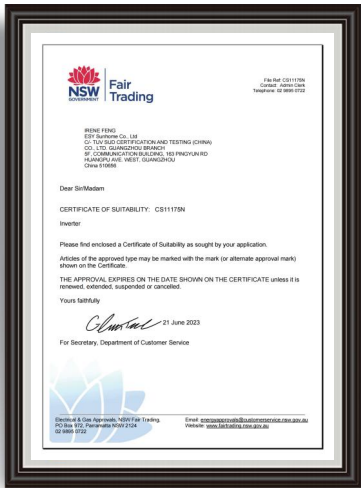 NSW
GOVERNMENT
Fair
Trading
File Ref: CS11175N
Contact: Admin Clerk
Telephone: 02 9895 0722
IRENE FENG
ESY Sunhome Co., Ltd
C/- TUV SUD CERTIFICATION AND TESTING (CHINA)
CO., LTD. GUANGZHOU BRANCH
5F, COMMUNICATION BUILDING, 163 PINGYUN RD
HUANGPU AVE. WEST, GUANGZHOU
China 510656
Dear Sir/Madam
CERTIFICATE OF SUITABILITY: CS11175N
Inverter
Please find enclosed a Certificate of Suitability as sought by your application.
Articles of the approved type may be marked with the mark (or alternate approval mark)
shown on the Certificate.
THE APPROVAL EXPIRES ON THE DATE SHOWN ON THE CERTIFICATE unless it is
renewed, extended, suspended or cancelled.
Yours faithfully
21 June 2023
For Secretary, Department of Customer Service
Electrical & Gas Approvals, NSW Fair Trading,
PO Box 972, Parramatta NSW 2124
02 9895 0722
Email: energyapprovals@customerservice.nsw.gov.au
Website: www.fairtrading.nsw.gov.au